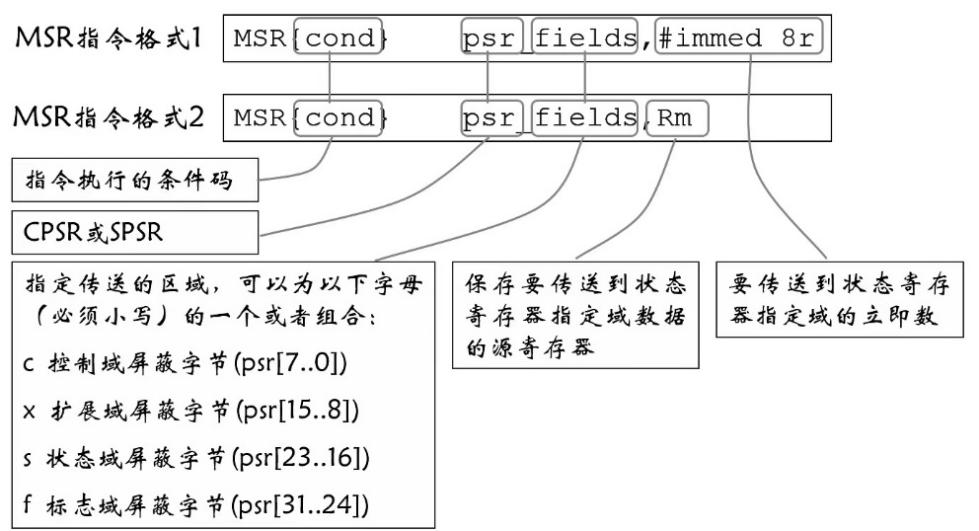 MSR指令格式1 MSR{cond} psr_fields,#immed 8r
MSR指令格式2 MSR{cond} psr_fields,Rm
指令执行的条件码
CPSR或SPSR
指定传送的区域，可以为以下字母
（必须小写）的一个或者组合：
c 控制域屏蔽字节(psr[7..0])
x 扩展域屏蔽字节(psr[15..8])
s 状态域屏蔽字节(psr[23..16])
f 标志域屏蔽字节(psr[31..24])
保存要传送到状态
寄存器指定域数据
的源寄存器
要传送到状态寄存
器指定域的立即数